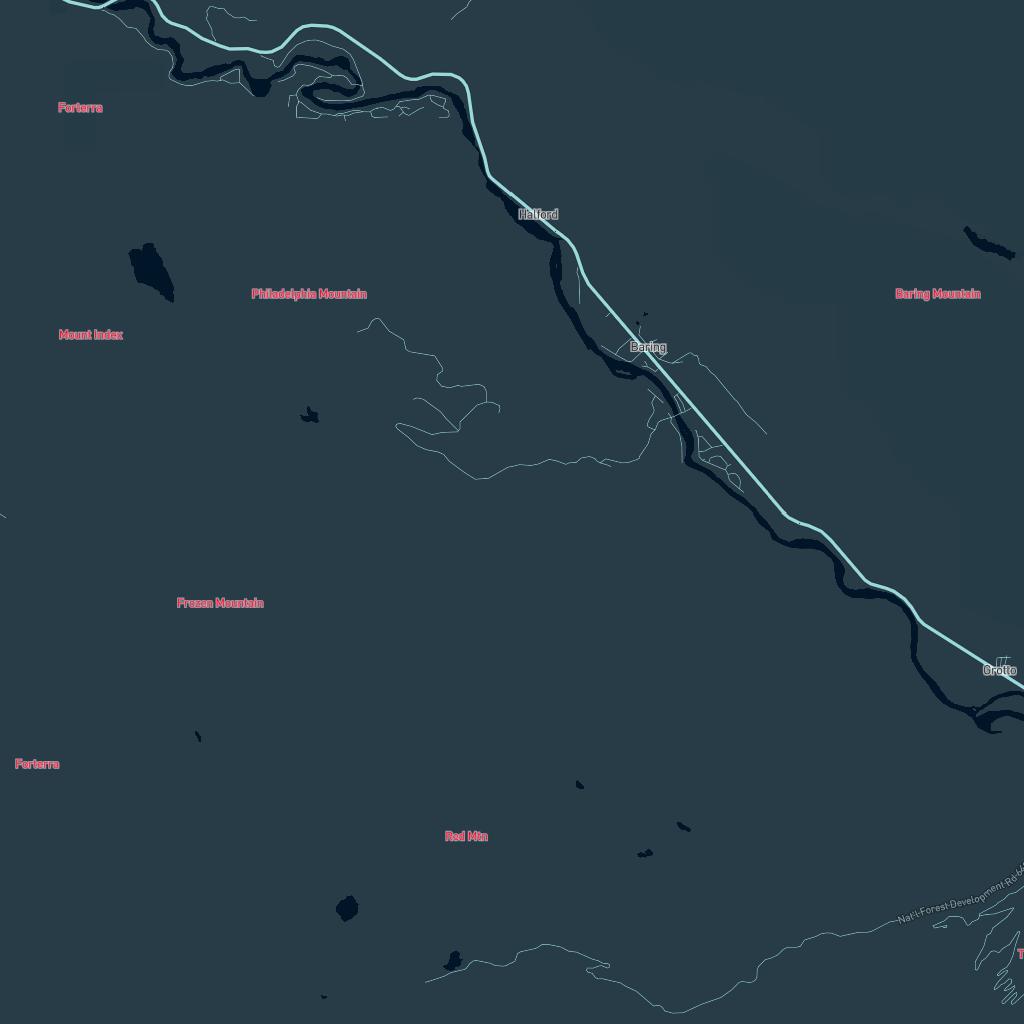 Forterra
Halford
Philadelphia Mountain
Baring Mountain
Mount Index
Baring
Frozen Mountain
Grotto
Forterra
Red Mtn
Nat'l Forest Development Rd